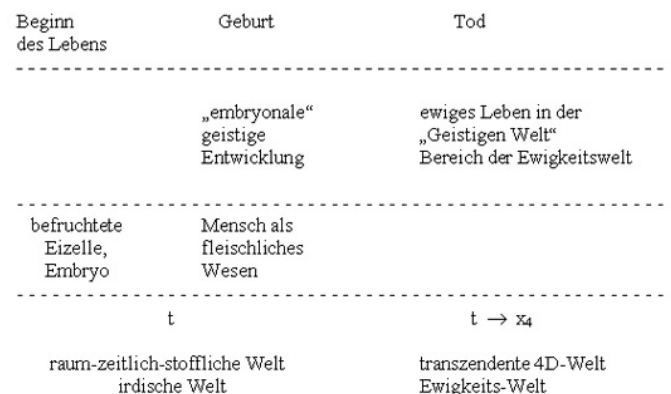 Beginn Geburt Tod
des Lebens
„embryonale“ ewiges Leben in der
geistige „Geistigen Welt“
Entwicklung Bereich der Ewigkeitswelt
befruchtete Mensch als
Eizelle, fleischliches
Embryo Wesen
t t → x₄
raum-zeitlich-stoffliche Welt transzendente 4D-Welt
irdische Welt Ewigkeits-Welt